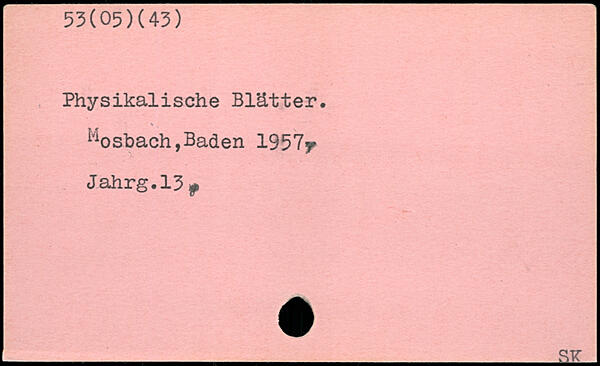 53(05)(43)
Physikalische Blätter.
Mosbach,Baden 1957,
Jahrg.13,
SK